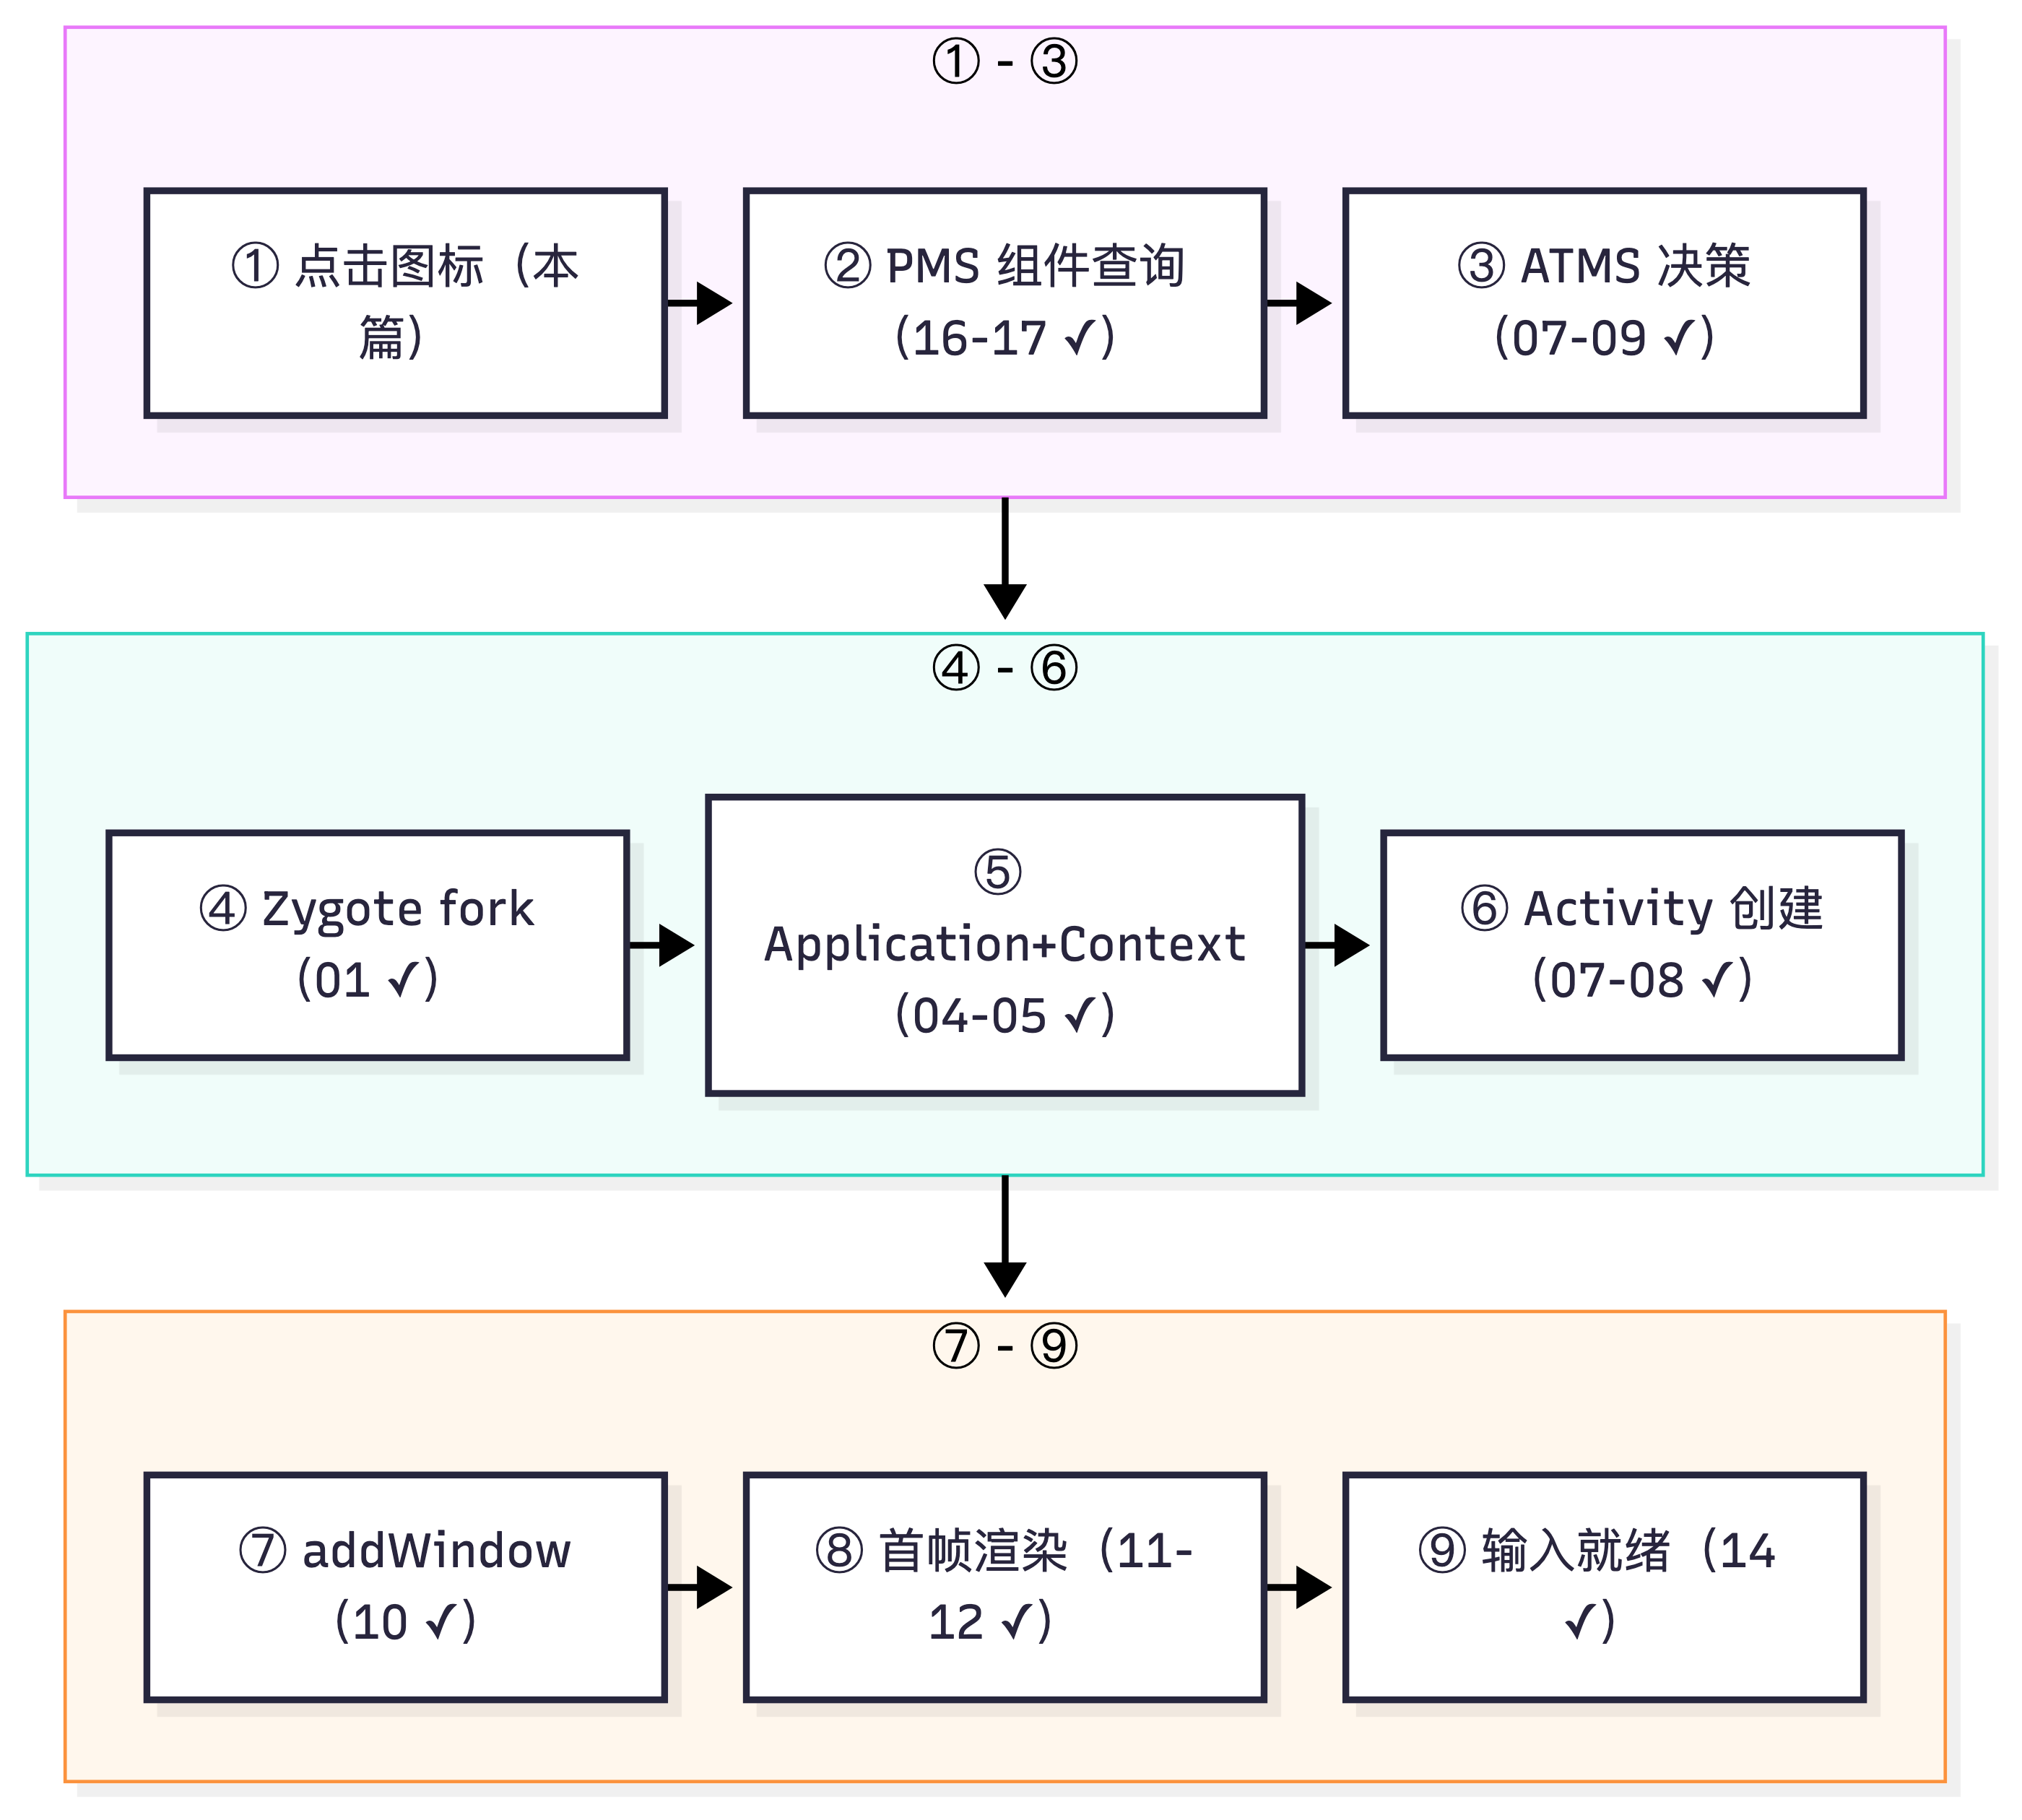 ① - ③
① 点击图标（本
篇）
② PMS 组件查询
(16-17 ✓)
③ ATMS 决策
(07-09 ✓)
④ - ⑥
④ Zygote fork
(01 ✓)
⑤
Application+Context
(04-05 ✓)
⑥ Activity 创建
(07-08 ✓)
⑦ - ⑨
⑦ addWindow
(10 ✓)
⑧ 首帧渲染（11-
12 ✓)
⑨ 输入就绪（14
✓)